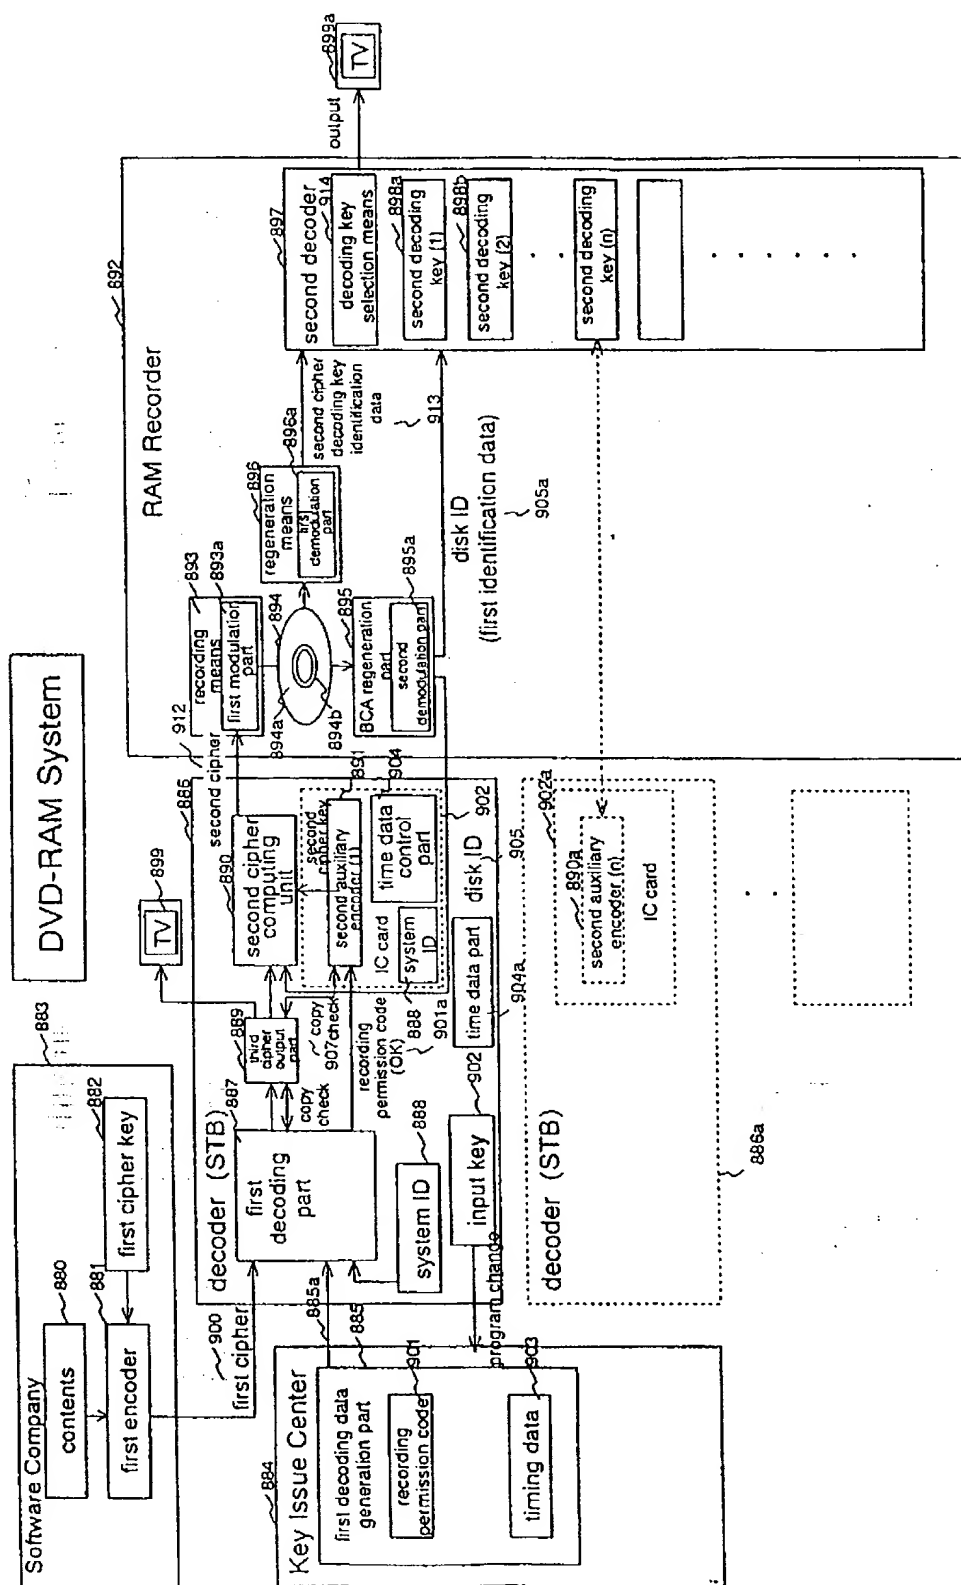 DVD-RAM System
Software Company
883
contents
880
first encoder
881
first cipher key
882
900
first cipher
Key Issue Center
884
first decoding data
generation part
885
885a
recording
permission code
901
timing data
903
program change
decoder (STB)
886
first
decoding
part
887
system ID
888
input key
902
copy
check
third
cipher
output
part
889
907
copy
check
recording
permission code
(OK)
901a
time data part
904a
TV
899
second cipher
computing
unit
890
second
cipher key
second auxiliary
encoder (1)
891
IC card
system
ID
888
time data
control
part
904
902
disk ID
905
second cipher
912
decoder (STB)
886a
902a
890a
second auxiliary
encoder (n)
IC card
RAM Recorder
892
recording
means
893
first modulation
part
893a
894
894a
894b
BCA regeneration
part
895
second
demodulation part
895a
regeneration
means
896
first
demodulation
part
896a
second cipher
decoding key
identification
data
913
disk ID
(first identification data)
905a
second decoder
897
decoding key
selection means
914
second decoding
key (1)
898a
second decoding
key (2)
898b
second decoding
key (n)
output
TV
899a